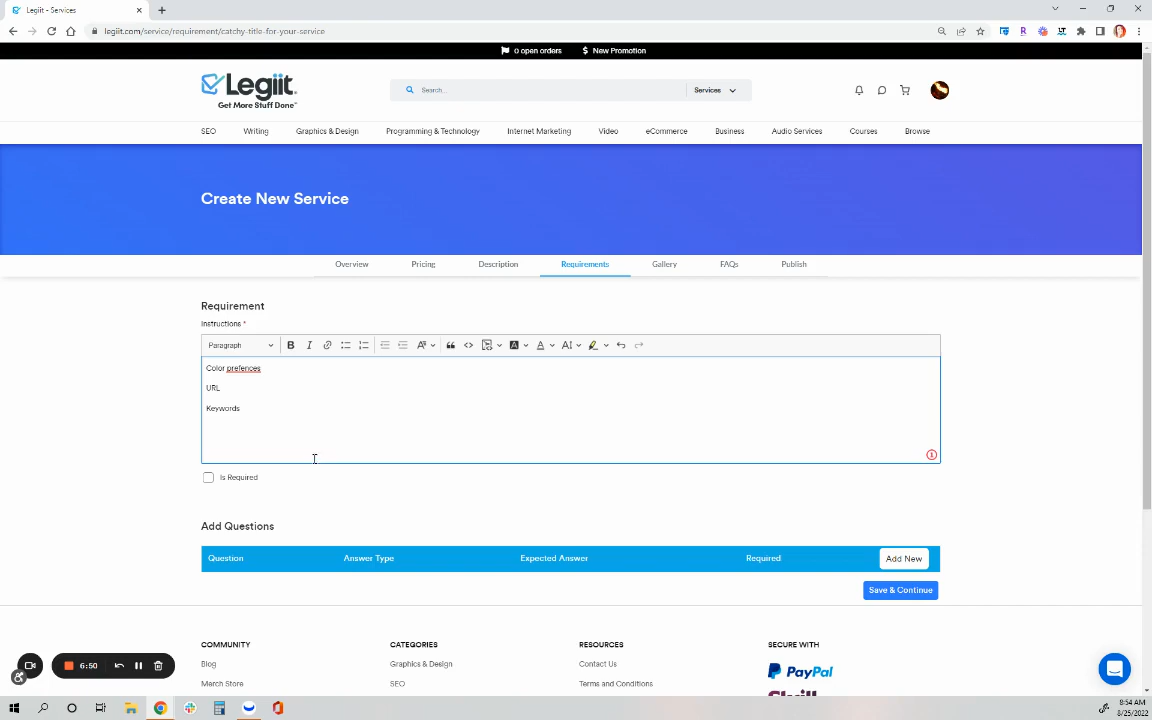 Legiit - Services
legiit.com/service/requirement/catchy-title-for-your-service
0 open orders
New Promotion
Legiit
Get More Stuff Done™
Search...
Services
SEO
Writing
Graphics & Design
Programming & Technology
Internet Marketing
Video
eCommerce
Business
Audio Services
Courses
Browse
Create New Service
Overview
Pricing
Description
Requirements
Gallery
FAQs
Publish
Requirement
Instructions *
Paragraph
Color prefences
URL
Keywords
1
Is Required
Add Questions
Question
Answer Type
Expected Answer
Required
Add New
Save & Continue
COMMUNITY
CATEGORIES
RESOURCES
SECURE WITH
Blog
Graphics & Design
Contact Us
PayPal
Merch Store
SEO
Terms and Conditions
6:50
8:54 AM
8/25/2022